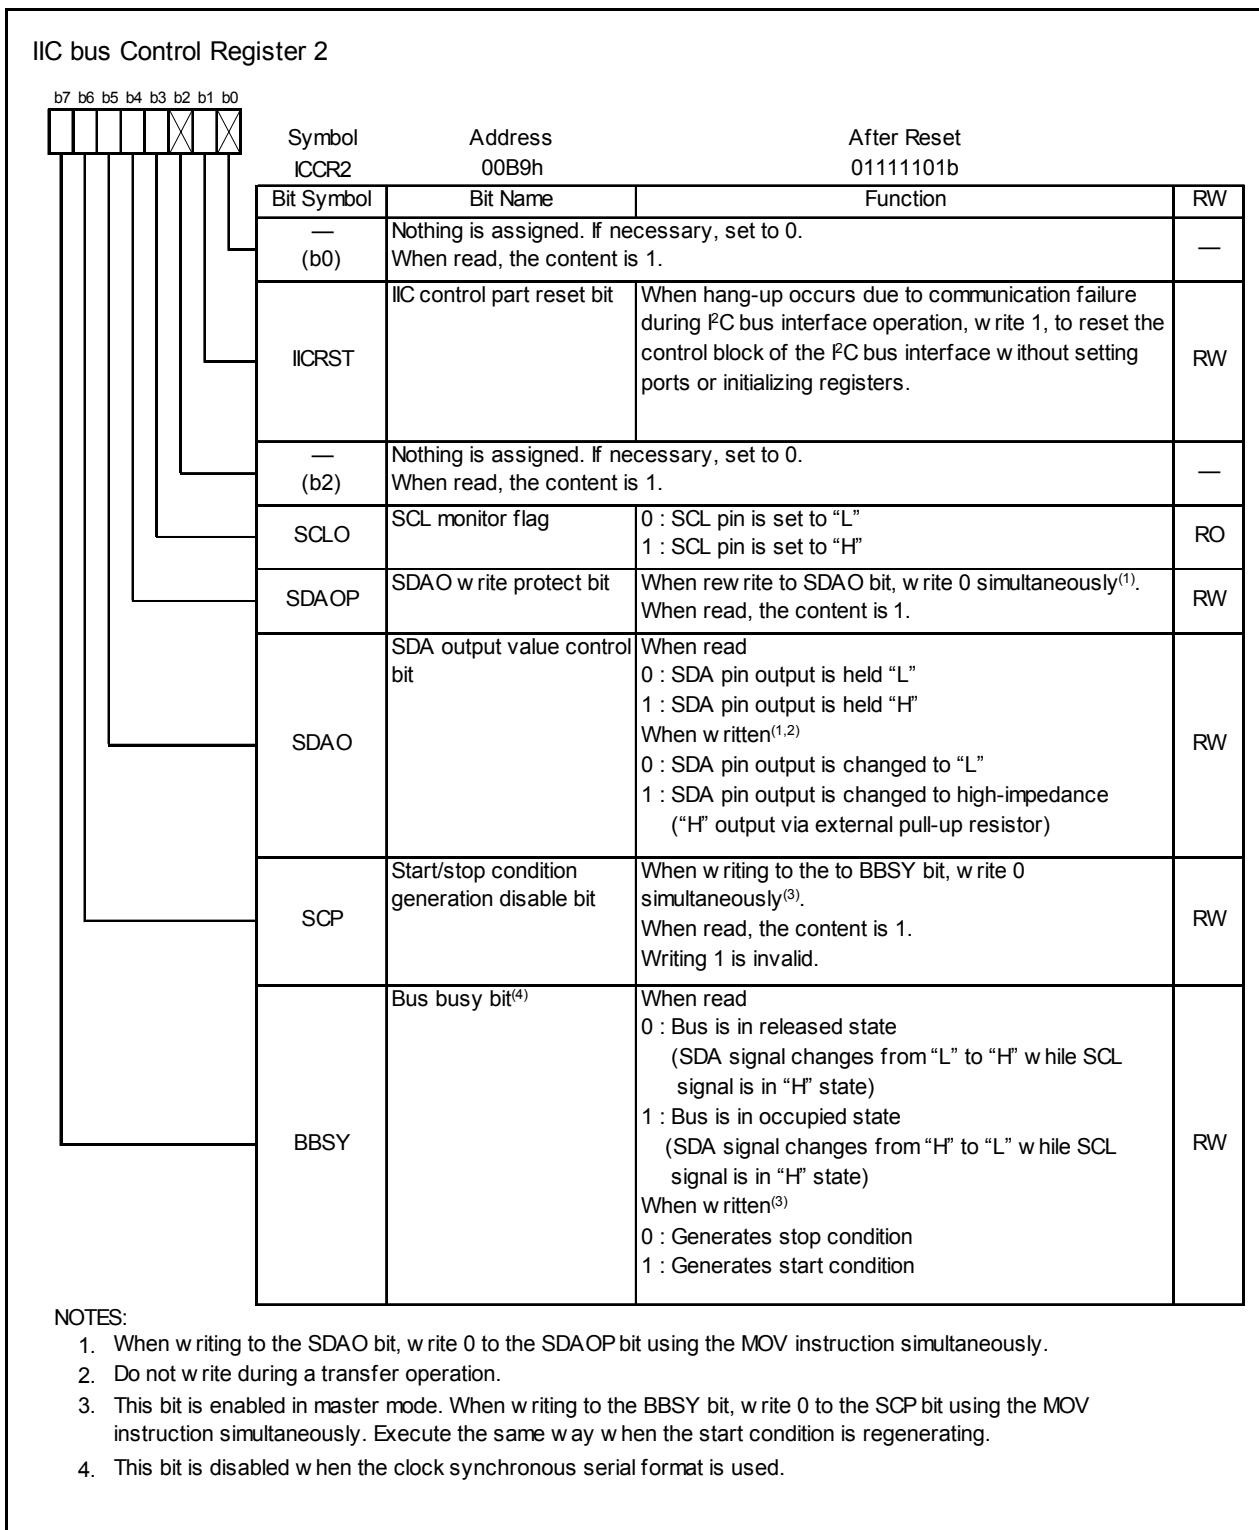 IIC bus Control Register 2
b7 b6 b5 b4 b3 b2 b1 b0
Symbol Address After Reset
ICCR2 00B9h 01111101b
Bit Symbol Bit Name Function RW
—
(b0)
Nothing is assigned. If necessary, set to 0.
When read, the content is 1.
—
IICRST
IIC control part reset bit
When hang-up occurs due to communication failure
during I²C bus interface operation, write 1, to reset the
control block of the I²C bus interface without setting
ports or initializing registers.
RW
—
(b2)
Nothing is assigned. If necessary, set to 0.
When read, the content is 1.
—
SCLO
SCL monitor flag
0 : SCL pin is set to “L”
1 : SCL pin is set to “H”
RO
SDAOP
SDAO write protect bit
When rewrite to SDAO bit, write 0 simultaneously(1).
When read, the content is 1.
RW
SDAO
SDA output value control
bit
When read
0 : SDA pin output is held “L”
1 : SDA pin output is held “H”
When written(1,2)
0 : SDA pin output is changed to “L”
1 : SDA pin output is changed to high-impedance
(“H” output via external pull-up resistor)
RW
SCP
Start/stop condition
generation disable bit
When writing to the to BBSY bit, write 0
simultaneously(3).
When read, the content is 1.
Writing 1 is invalid.
RW
BBSY
Bus busy bit(4)
When read
0 : Bus is in released state
(SDA signal changes from “L” to “H” while SCL
signal is in “H” state)
1 : Bus is in occupied state
(SDA signal changes from “H” to “L” while SCL
signal is in “H” state)
When written(3)
0 : Generates stop condition
1 : Generates start condition
RW
NOTES:
1. When writing to the SDAO bit, write 0 to the SDAOP bit using the MOV instruction simultaneously.
2. Do not write during a transfer operation.
3. This bit is enabled in master mode. When writing to the BBSY bit, write 0 to the SCP bit using the MOV
instruction simultaneously. Execute the same way when the start condition is regenerating.
4. This bit is disabled when the clock synchronous serial format is used.